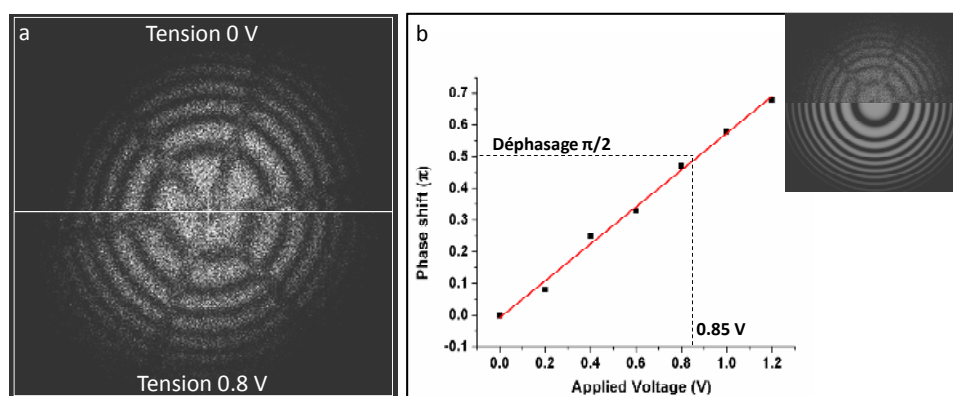 a
Tension 0 V
Tension 0.8 V
b
0.7
0.6
0.5
0.4
0.3
0.2
0.1
0.0
-0.1
Phase shift (π)
Déphasage π/2
0.85 V
0.0 0.2 0.4 0.6 0.8 1.0 1.2
Applied Voltage (V)